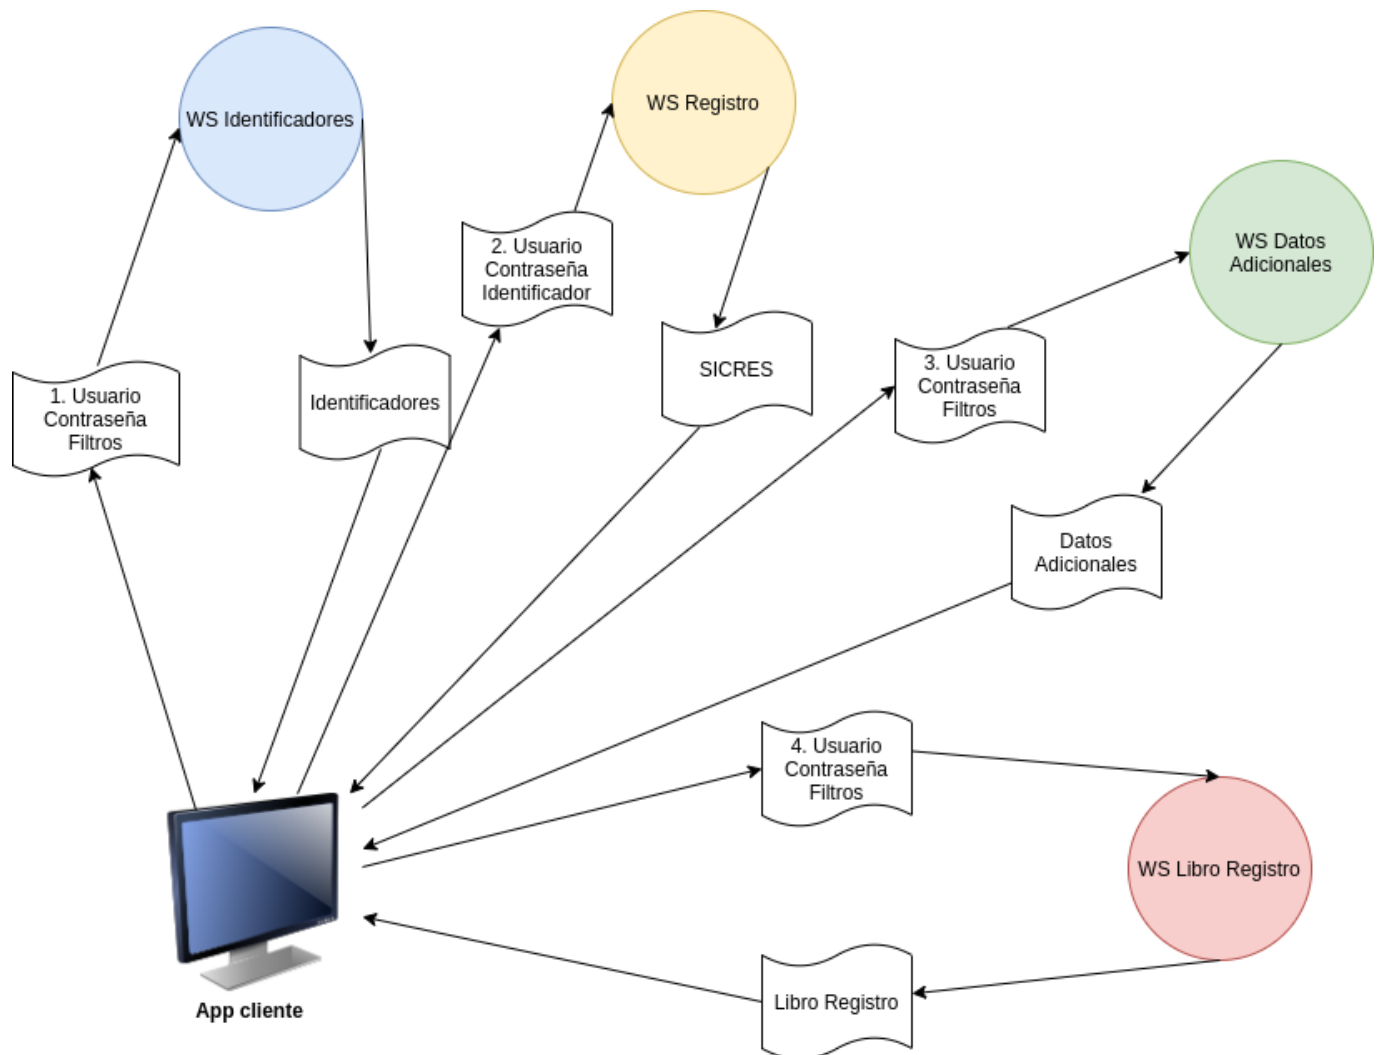 WS Identificadores
WS Registro
WS Datos
Adicionales
2. Usuario
Contraseña
Identificador
1. Usuario
Contraseña
Filtros
Identificadores
SICRES
3. Usuario
Contraseña
Filtros
Datos
Adicionales
4. Usuario
Contraseña
Filtros
WS Libro Registro
Libro Registro
App cliente